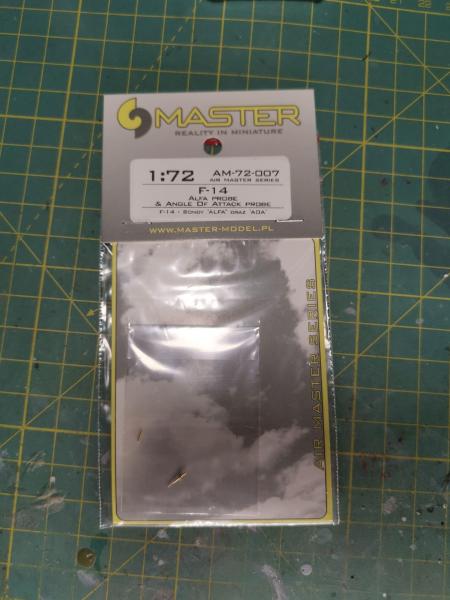 MASTER
REALITY IN MINIATURE
1:72 AM-72-007
AIR MASTER SERIES
F-14
ALFA PROBE
& ANGLE OF ATTACK PROBE
F-14 - SONDY "ALFA" ORAZ "AOA"
WWW.MASTER-MODEL.PL
AIR MASTER SERIES